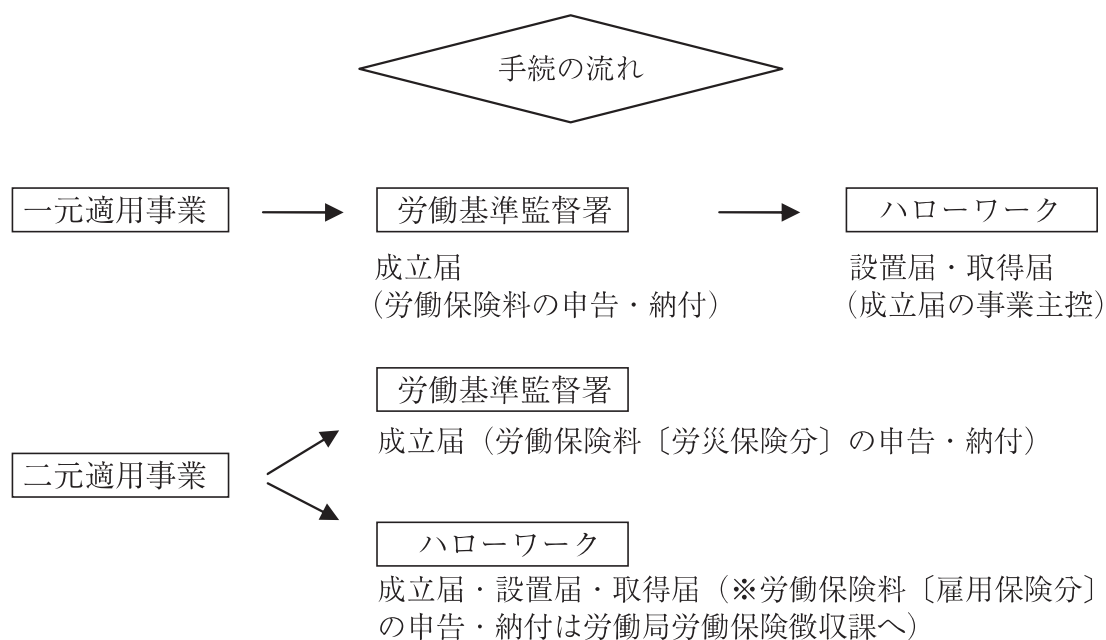 手続の流れ
一元適用事業
労働基準監督署
ハローワーク
成立届
（労働保険料の申告・納付）
設置届・取得届
（成立届の事業主控）
労働基準監督署
成立届（労働保険料〔労災保険分〕の申告・納付）
二元適用事業
ハローワーク
成立届・設置届・取得届（※労働保険料〔雇用保険分〕
の申告・納付は労働局労働保険徴収課へ）